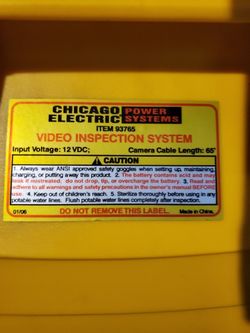 CHICAGO ELECTRIC POWER SYSTEMS
ITEM 93765
VIDEO INSPECTION SYSTEM
Input Voltage: 12 VDC; Camera Cable Length: 65'
CAUTION
1. Always wear ANSI approved safety goggles when setting up, maintaining,
charging, or putting away this product. 2. The battery contains acid and may
leak if mistreated; do not drop, tip, or overcharge the battery. 3. Read and
adhere to all warnings and safety precautions in the owner's manual BEFORE
use. 4. Keep out of children's reach. 5. Sterilize thoroughly before using in any
potable water lines. Flush potable water lines completely after inspection.
01/06 DO NOT REMOVE THIS LABEL. Made in China.